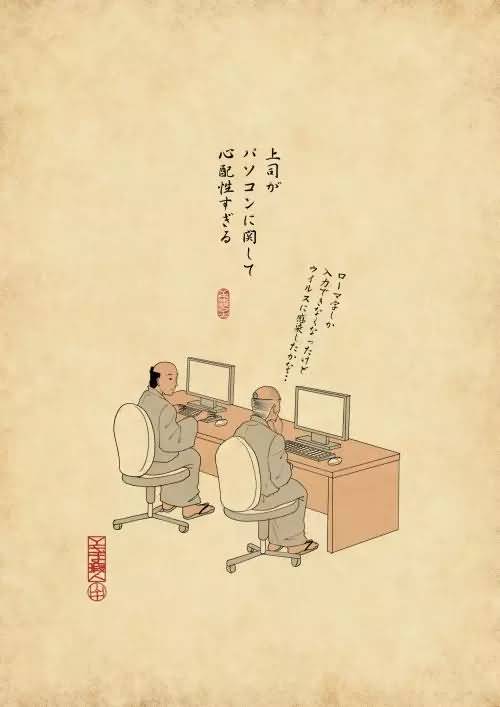 上司が
パソコンに関して
心配性すぎる
ローマ字しか
入力できなくなったけど
ウイルスに感染したかな…